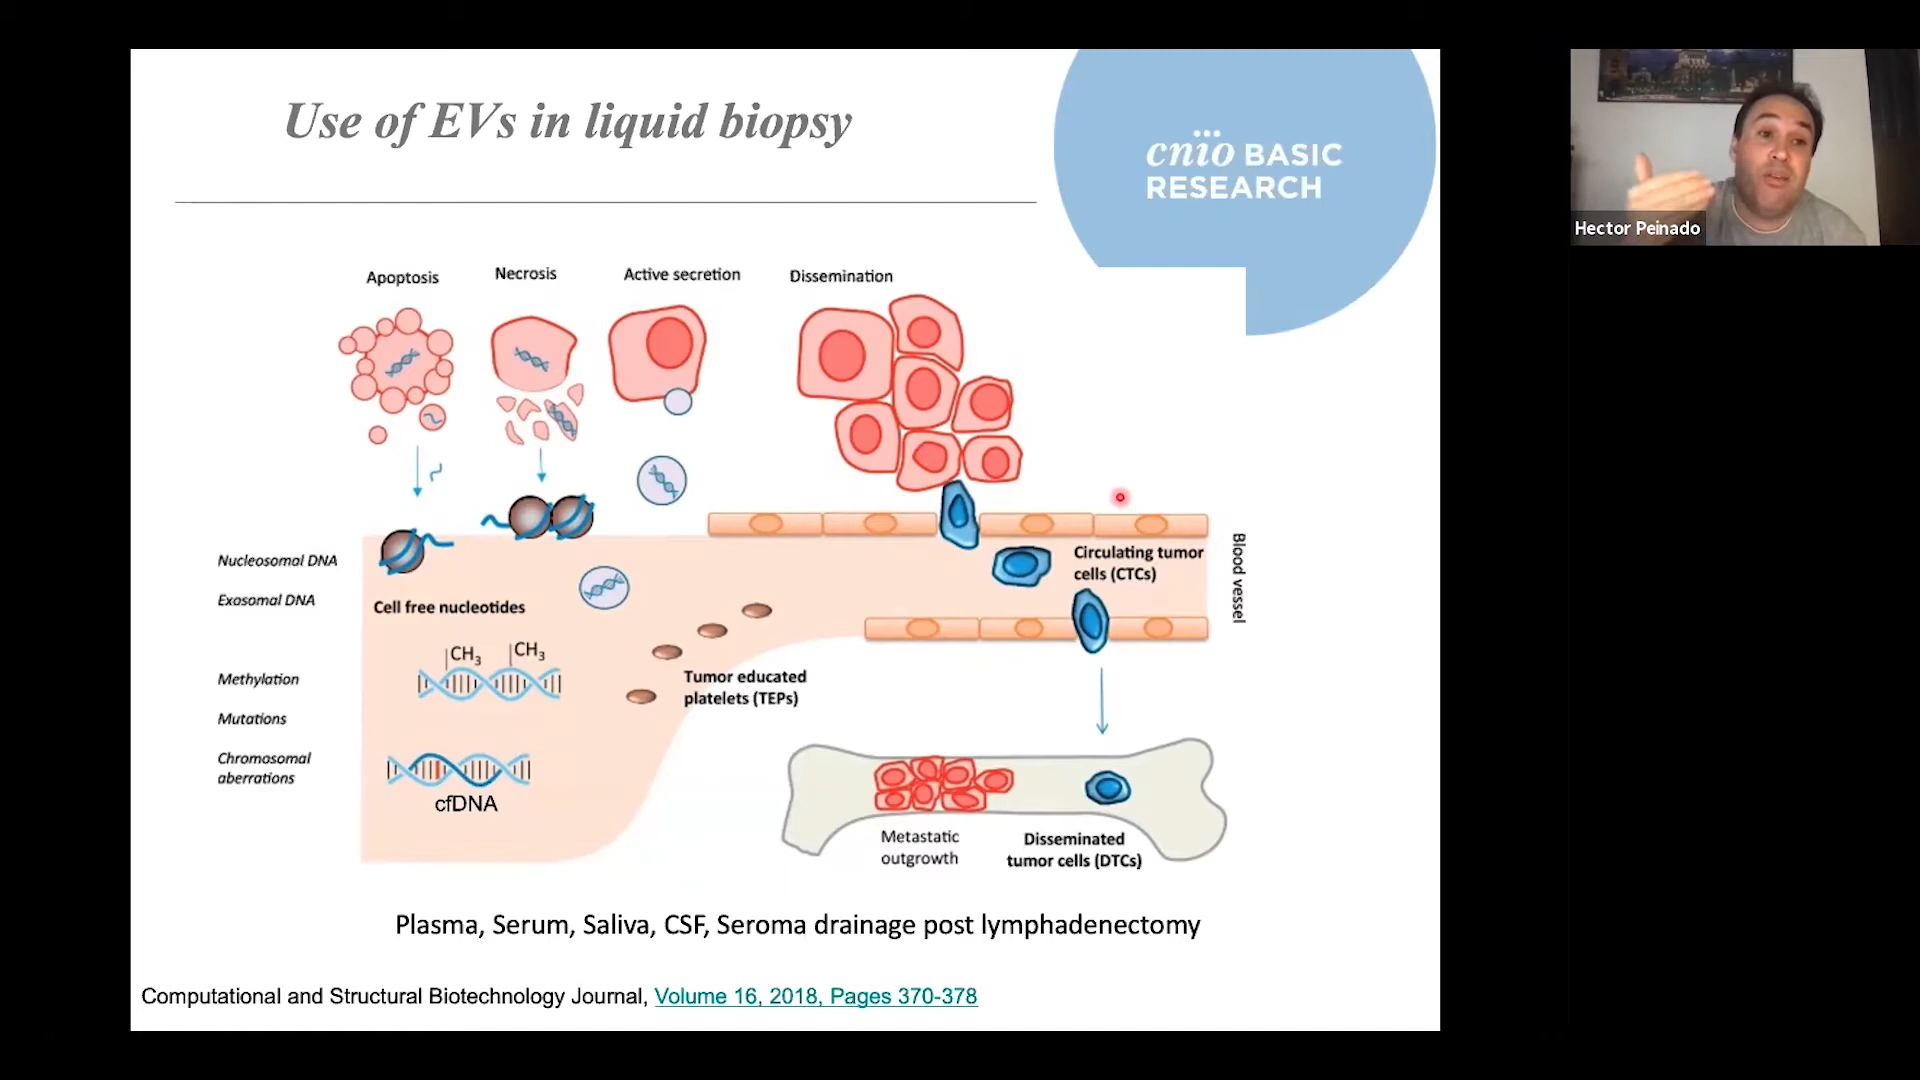 Use of EVs in liquid biopsy
cnio BASIC
RESEARCH
Hector Peinado
Apoptosis
Necrosis
Active secretion
Dissemination
Nucleosomal DNA
Exosomal DNA
Cell free nucleotides
CH3
CH3
Methylation
Mutations
Chromosomal
aberrations
cfDNA
Tumor educated
platelets (TEPs)
Circulating tumor
cells (CTCs)
Blood vessel
Metastatic
outgrowth
Disseminated
tumor cells (DTCs)
Plasma, Serum, Saliva, CSF, Seroma drainage post lymphadenectomy
Computational and Structural Biotechnology Journal, Volume 16, 2018, Pages 370-378